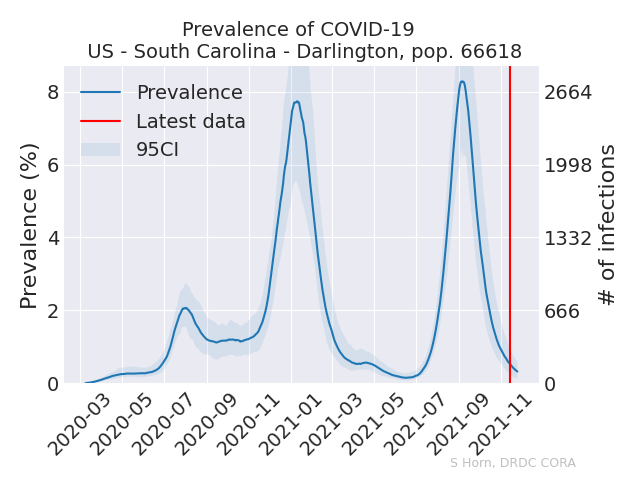 Prevalence of COVID-19
US - South Carolina - Darlington, pop. 66618
Prevalence
Latest data
95CI
Prevalence (%)
8
6
4
2
0
# of infections
2664
1998
1332
666
0
2020-03
2020-05
2020-07
2020-09
2020-11
2021-01
2021-03
2021-05
2021-07
2021-09
2021-11
S Horn, DRDC CORA